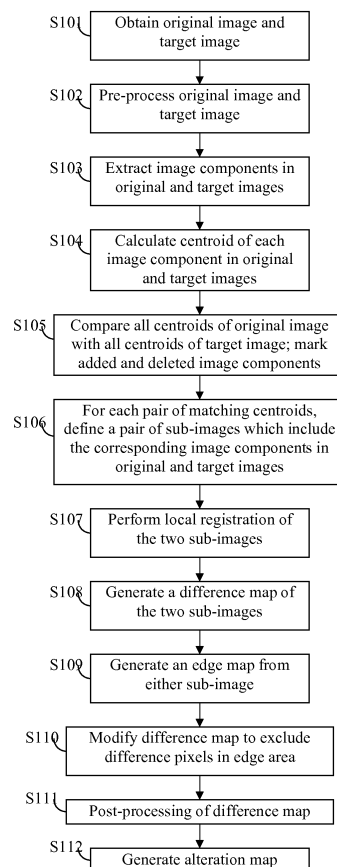 S101
Obtain original image and
target image
S102
Pre-process original image and
target image
S103
Extract image components in
original and target images
S104
Calculate centroid of each
image component in original
and target images
S105
Compare all centroids of original image
with all centroids of target image; mark
added and deleted image components
S106
For each pair of matching centroids,
define a pair of sub-images which include
the corresponding image components in
original and target images
S107
Perform local registration of
the two sub-images
S108
Generate a difference map of
the two sub-images
S109
Generate an edge map from
either sub-image
S110
Modify difference map to exclude
difference pixels in edge area
S111
Post-processing of difference map
S112
Generate alteration map